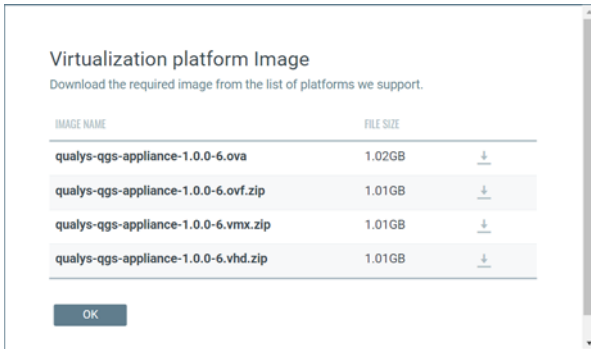 Virtualization platform Image
Download the required image from the list of platforms we support.
IMAGE NAME FILE SIZE
qualys-qgs-appliance-1.0.0-6.ova 1.02GB
qualys-qgs-appliance-1.0.0-6.ovf.zip 1.01GB
qualys-qgs-appliance-1.0.0-6.vmx.zip 1.01GB
qualys-qgs-appliance-1.0.0-6.vhd.zip 1.01GB
OK